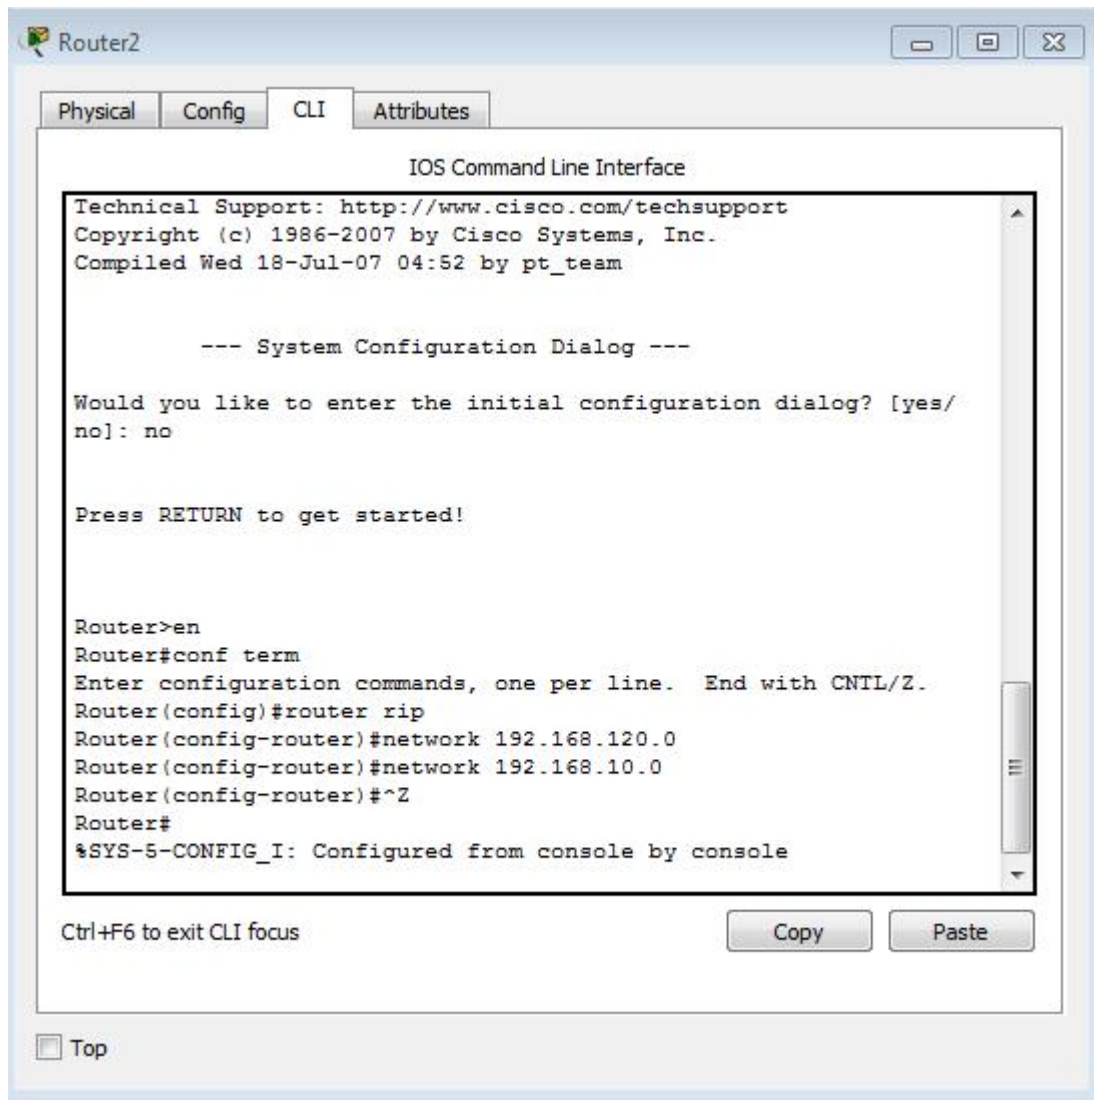 Router2
Physical Config CLI Attributes
IOS Command Line Interface
Technical Support: http://www.cisco.com/techsupport
Copyright (c) 1986-2007 by Cisco Systems, Inc.
Compiled Wed 18-Jul-07 04:52 by pt_team
--- System Configuration Dialog ---
Would you like to enter the initial configuration dialog? [yes/
no]: no
Press RETURN to get started!
Router>en
Router#conf term
Enter configuration commands, one per line.  End with CNTL/Z.
Router(config)#router rip
Router(config-router)#network 192.168.120.0
Router(config-router)#network 192.168.10.0
Router(config-router)#^Z
Router#
%SYS-5-CONFIG_I: Configured from console by console
Ctrl+F6 to exit CLI focus Copy Paste
Top